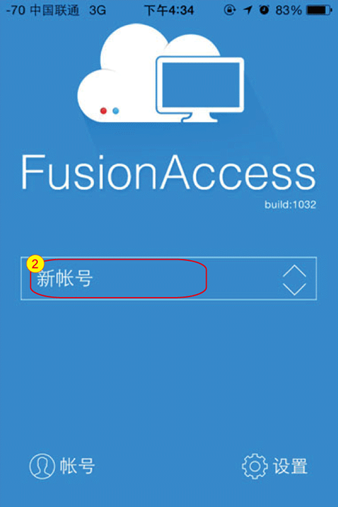 -70 中国联通 3G 下午4:34 83%
FusionAccess
build:1032
2
新帐号
帐号 设置